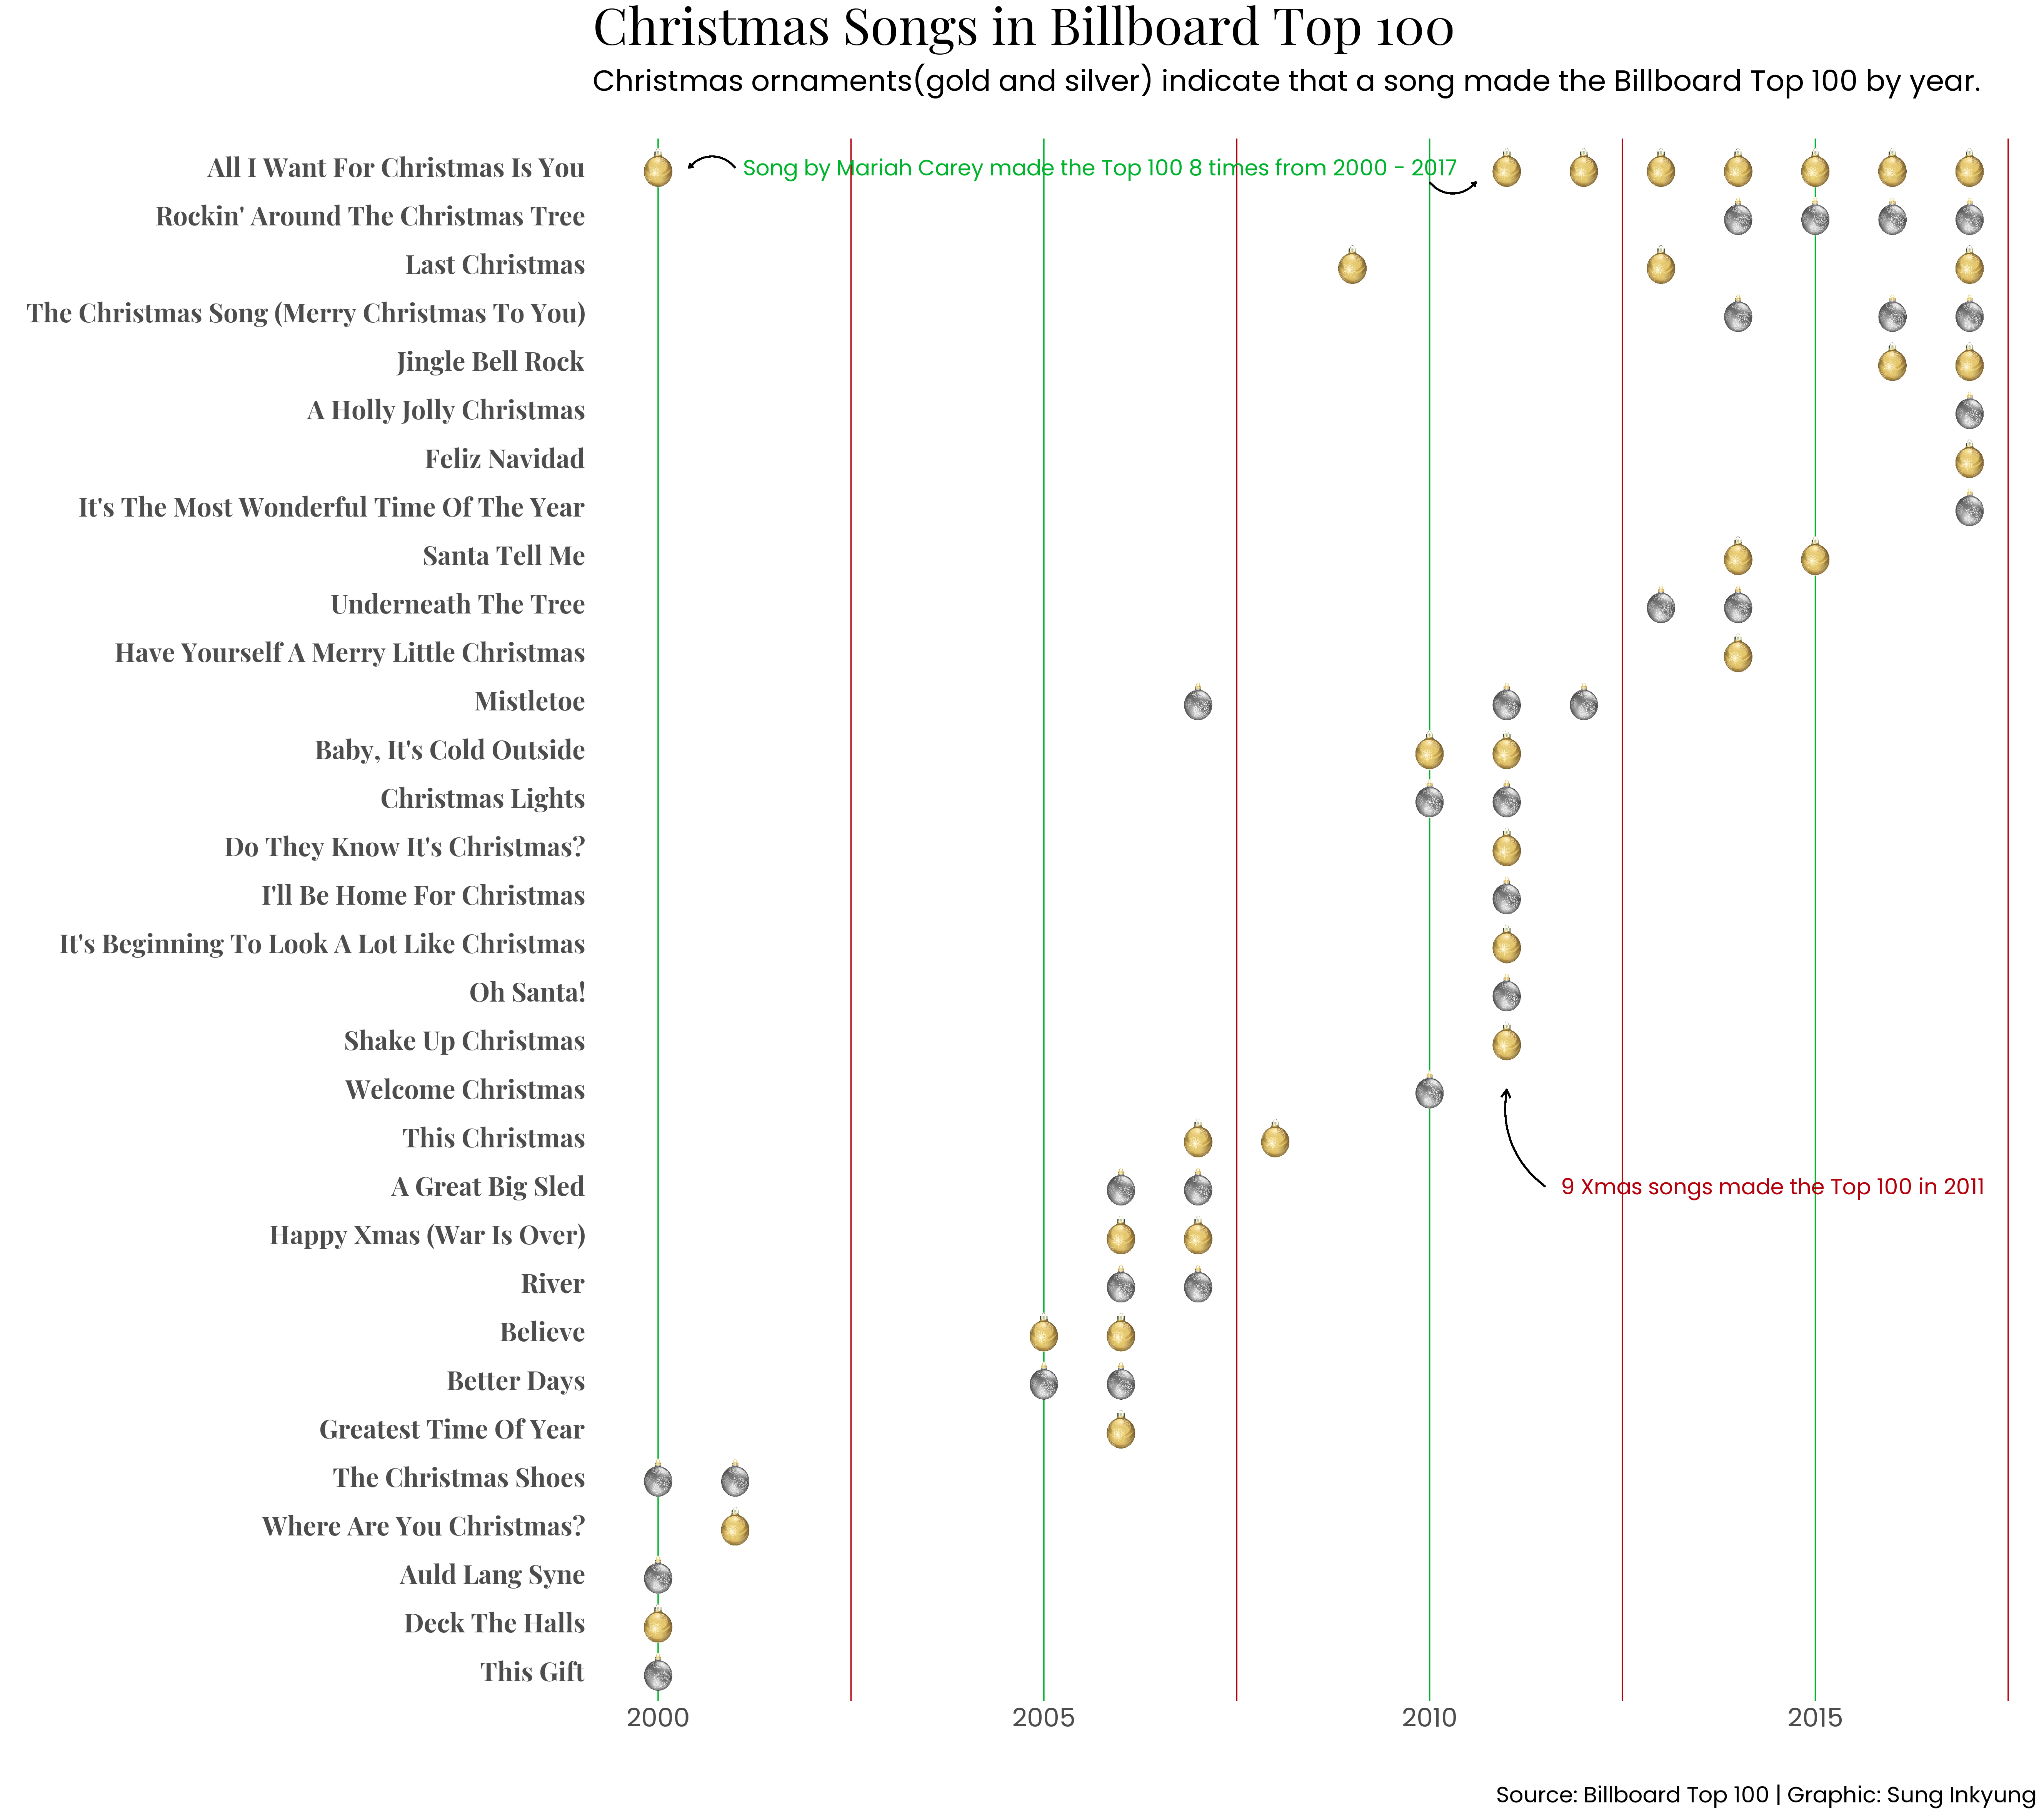 Christmas Songs in Billboard Top 100
Christmas ornaments(gold and silver) indicate that a song made the Billboard Top 100 by year.
All I Want For Christmas Is You
Song by Mariah Carey made the Top 100 8 times from 2000 - 2017
Rockin' Around The Christmas Tree
Last Christmas
The Christmas Song (Merry Christmas To You)
Jingle Bell Rock
A Holly Jolly Christmas
Feliz Navidad
It's The Most Wonderful Time Of The Year
Santa Tell Me
Underneath The Tree
Have Yourself A Merry Little Christmas
Mistletoe
Baby, It's Cold Outside
Christmas Lights
Do They Know It's Christmas?
I'll Be Home For Christmas
It's Beginning To Look A Lot Like Christmas
Oh Santa!
Shake Up Christmas
Welcome Christmas
This Christmas
A Great Big Sled
9 Xmas songs made the Top 100 in 2011
Happy Xmas (War Is Over)
River
Believe
Better Days
Greatest Time Of Year
The Christmas Shoes
Where Are You Christmas?
Auld Lang Syne
Deck The Halls
This Gift
2000 2005 2010 2015
Source: Billboard Top 100 | Graphic: Sung Inkyung